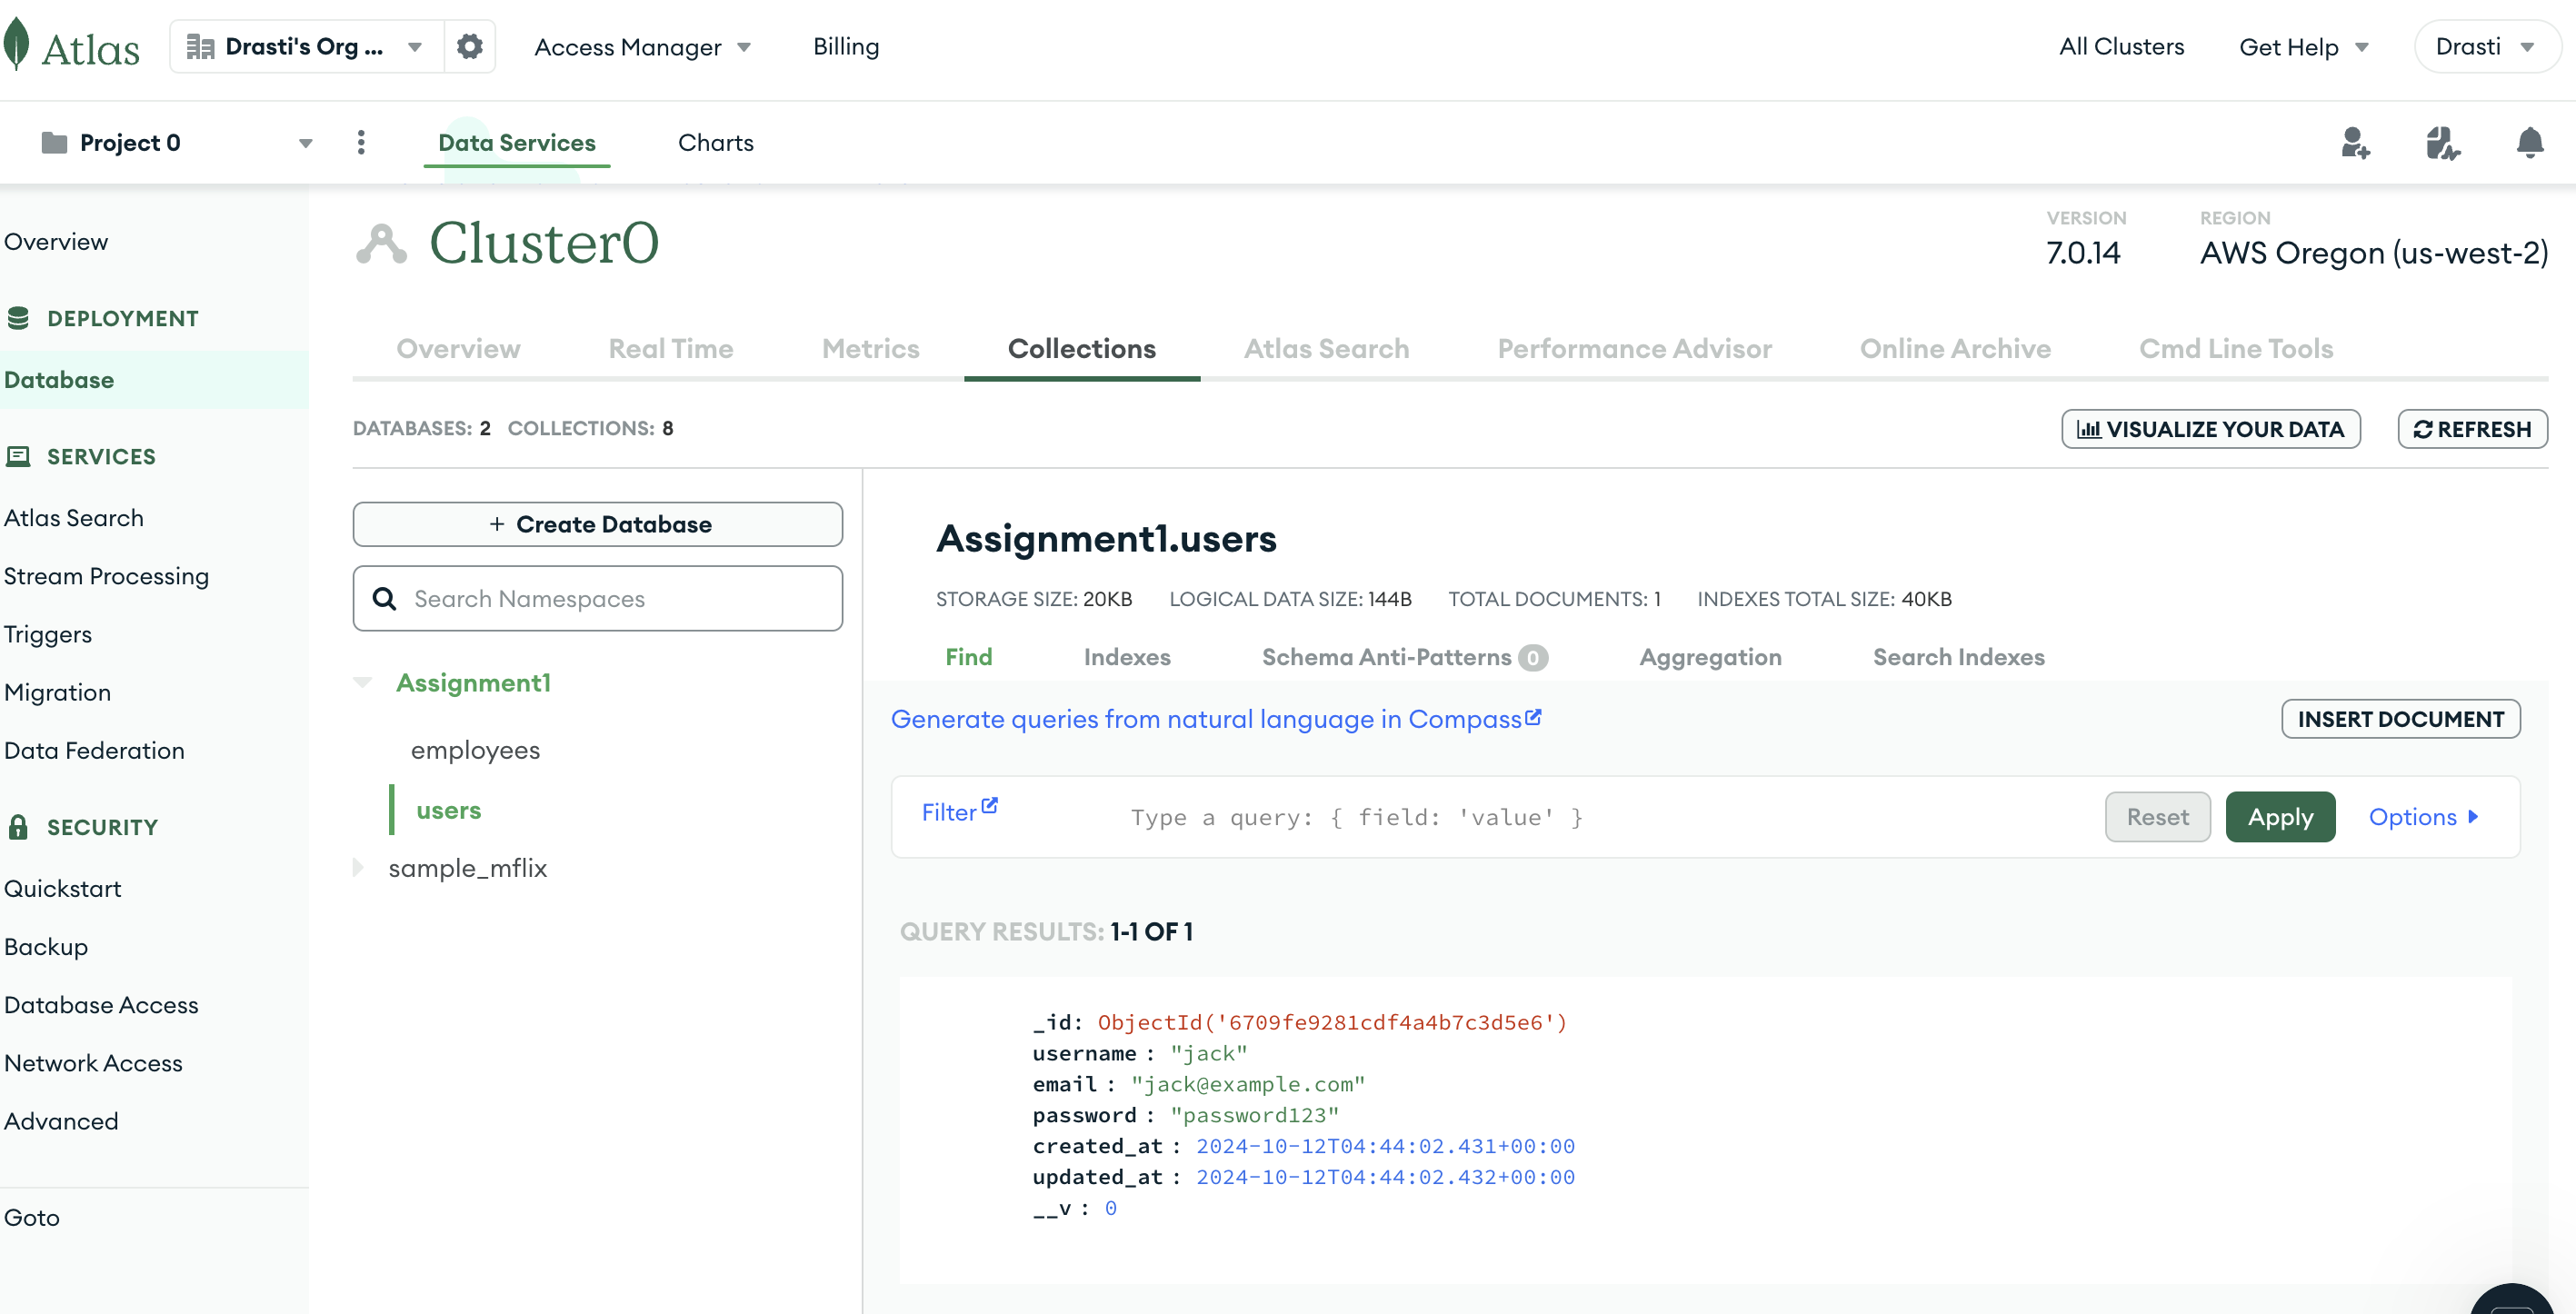 Atlas
Drasti's Org ...
Access Manager
Billing
All Clusters
Get Help
Drasti
Project 0
Data Services
Charts
Overview
DEPLOYMENT
Database
SERVICES
Atlas Search
Stream Processing
Triggers
Migration
Data Federation
SECURITY
Quickstart
Backup
Database Access
Network Access
Advanced
Goto
Cluster0
VERSION
7.0.14
REGION
AWS Oregon (us-west-2)
Overview
Real Time
Metrics
Collections
Atlas Search
Performance Advisor
Online Archive
Cmd Line Tools
DATABASES: 2 COLLECTIONS: 8
VISUALIZE YOUR DATA
REFRESH
+ Create Database
Search Namespaces
Assignment1
employees
users
sample_mflix
Assignment1.users
STORAGE SIZE: 20KB LOGICAL DATA SIZE: 144B TOTAL DOCUMENTS: 1 INDEXES TOTAL SIZE: 40KB
Find
Indexes
Schema Anti-Patterns 0
Aggregation
Search Indexes
Generate queries from natural language in Compass
INSERT DOCUMENT
Filter
Type a query: { field: 'value' }
Reset
Apply
Options
QUERY RESULTS: 1-1 OF 1
_id: ObjectId('6709fe9281cdf4a4b7c3d5e6')
username : "jack"
email : "jack@example.com"
password : "password123"
created_at : 2024-10-12T04:44:02.431+00:00
updated_at : 2024-10-12T04:44:02.432+00:00
__v : 0